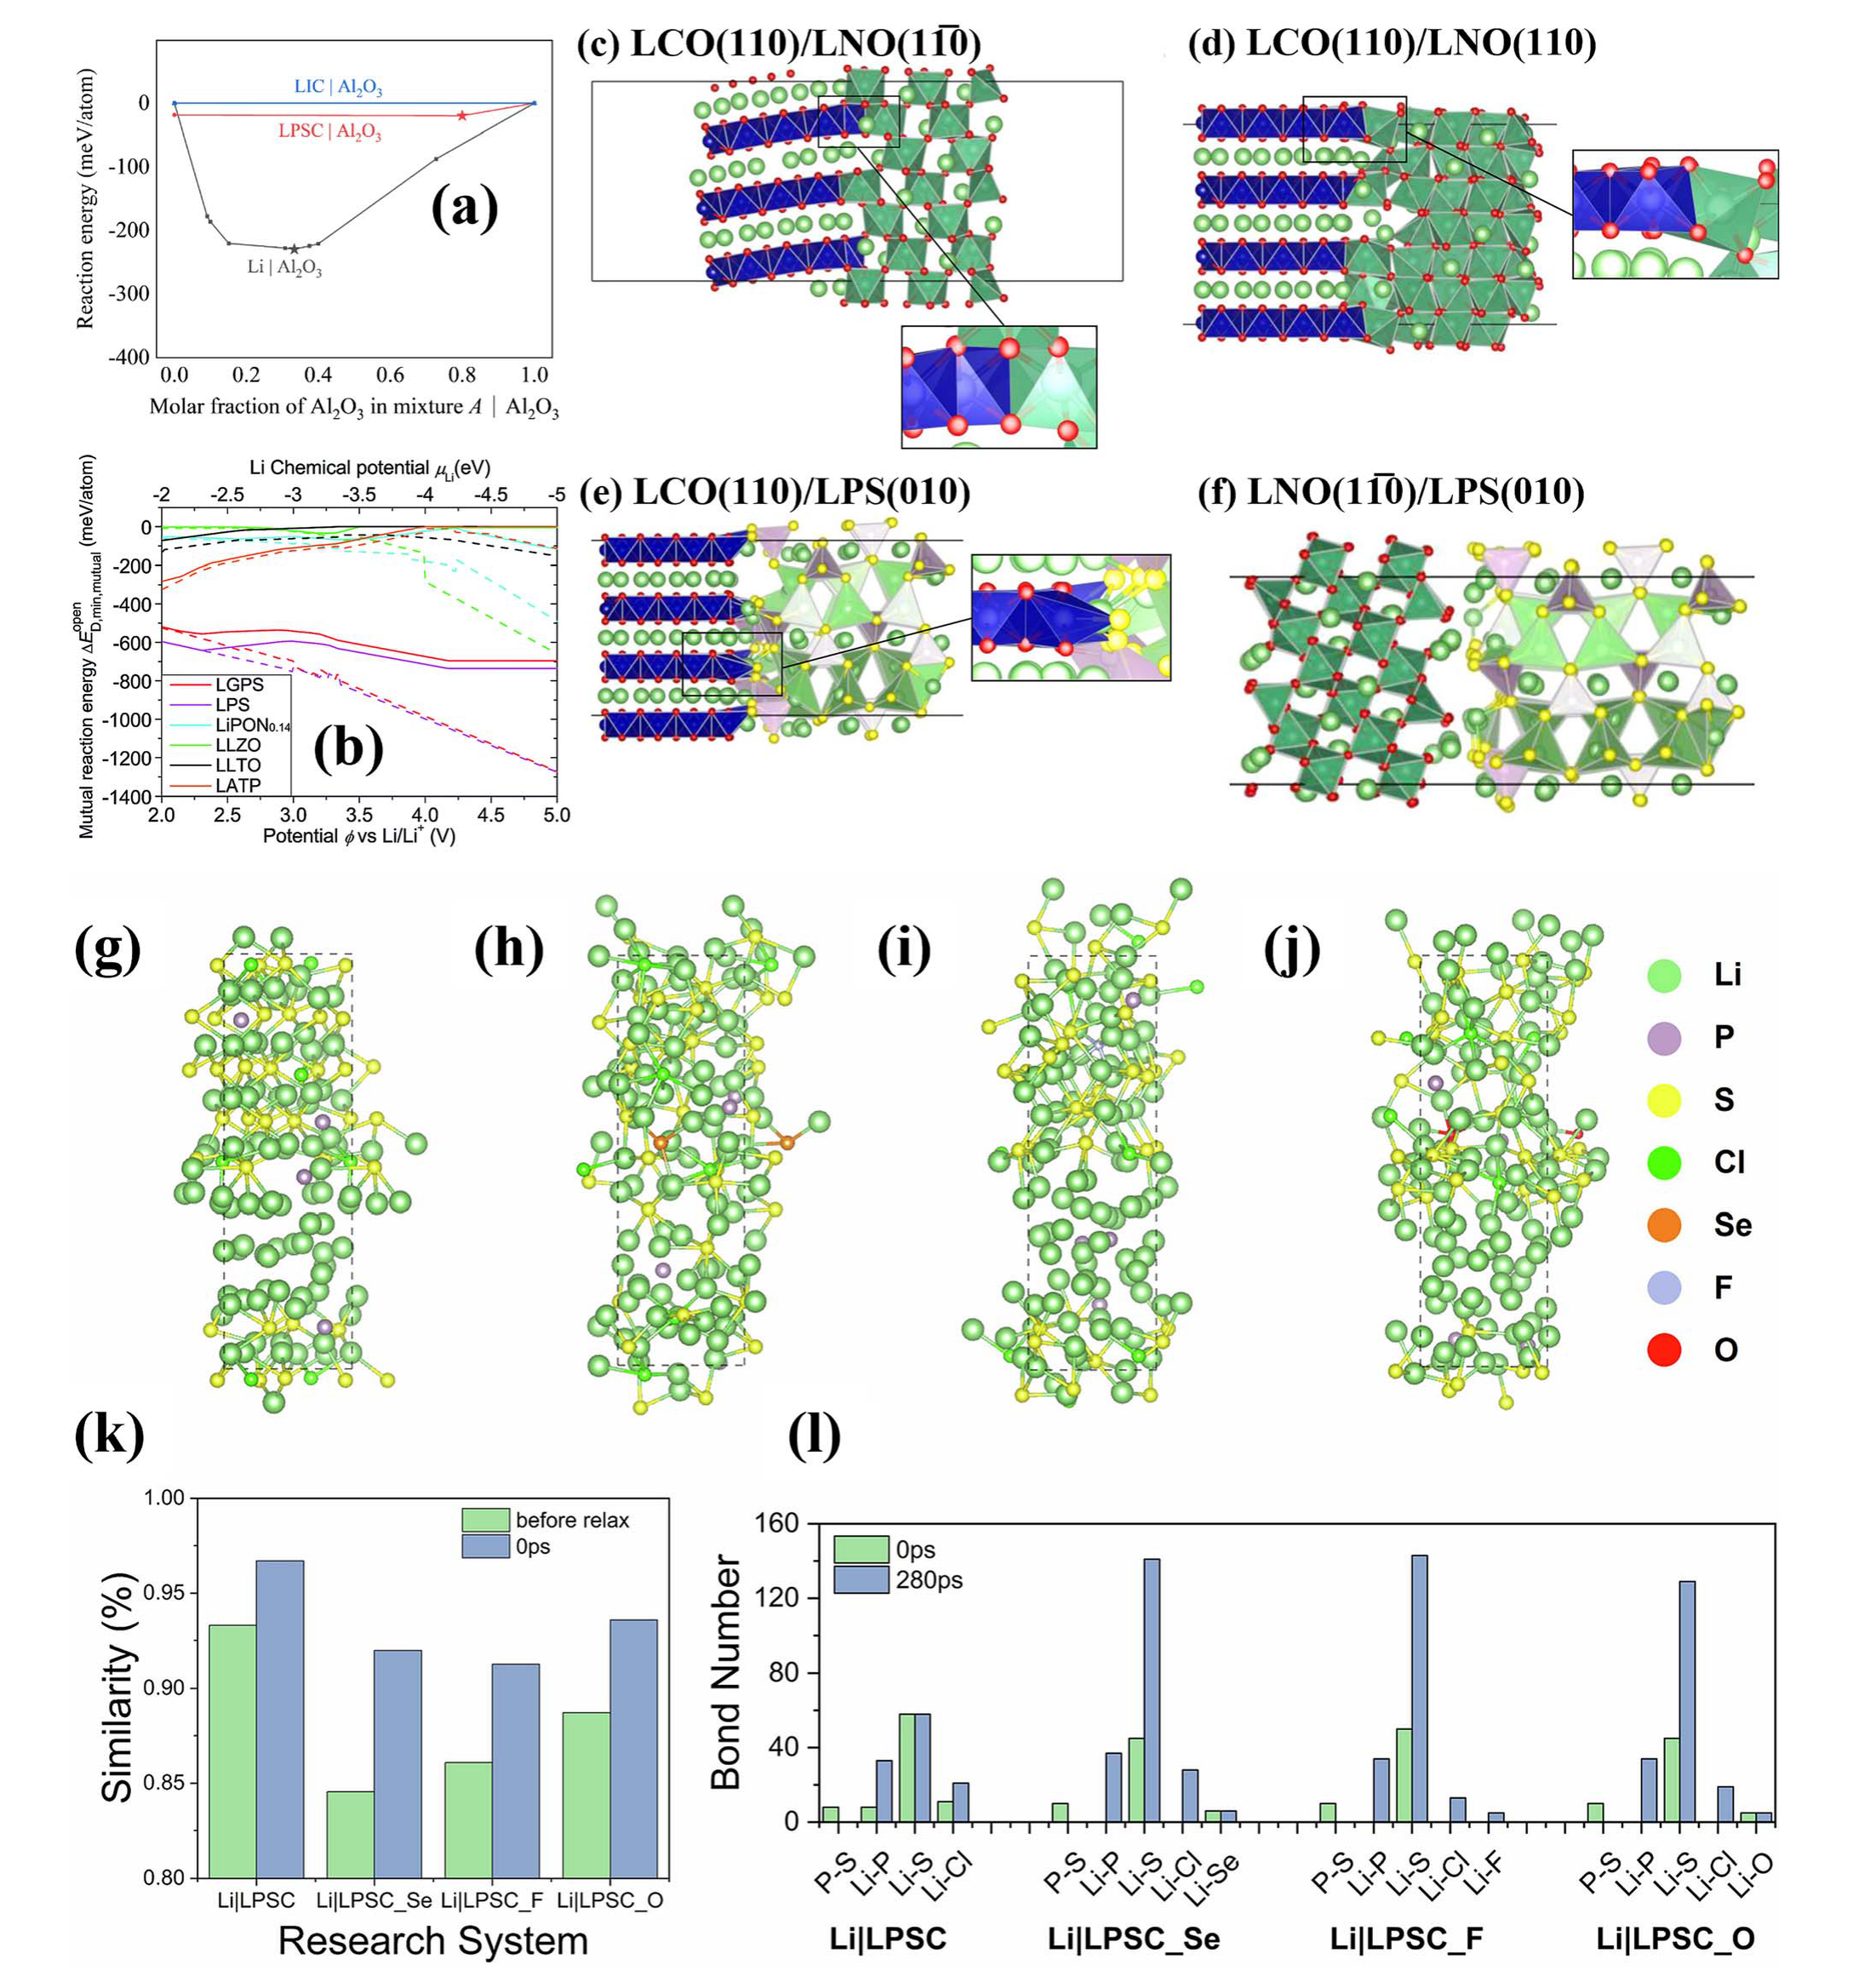 (a)
Reaction energy (meV/atom)
0
-100
-200
-300
-400
LIC | Al₂O₃
LPSC | Al₂O₃
Li | Al₂O₃
0.0 0.2 0.4 0.6 0.8 1.0
Molar fraction of Al₂O₃ in mixture A | Al₂O₃
(c) LCO(110)/LNO(11̅0)
(d) LCO(110)/LNO(110)
Li Chemical potential μLi(eV)
-2 -2.5 -3 -3.5 -4 -4.5 -5
Mutual reaction energy ΔE^open_D,min,mutual (meV/atom)
0
-200
-400
-600
-800
-1000
-1200
-1400
LGPS
LPS
LiPON0.14
LLZO
LLTO
LATP
(b)
2.0 2.5 3.0 3.5 4.0 4.5 5.0
Potential ϕ vs Li/Li⁺ (V)
(e) LCO(110)/LPS(010)
(f) LNO(11̅0)/LPS(010)
(g)
(h)
(i)
(j)
Li
P
S
Cl
Se
F
O
(k)
Similarity (%)
1.00
0.95
0.90
0.85
0.80
before relax
0ps
Li|LPSC Li|LPSC_Se Li|LPSC_F Li|LPSC_O
Research System
(l)
Bond Number
160
120
80
40
0
0ps
280ps
P-S Li-P Li-S Li-Cl P-S Li-P Li-S Li-Cl Li-Se P-S Li-P Li-S Li-Cl Li-F P-S Li-P Li-S Li-Cl Li-O
Li|LPSC Li|LPSC_Se Li|LPSC_F Li|LPSC_O